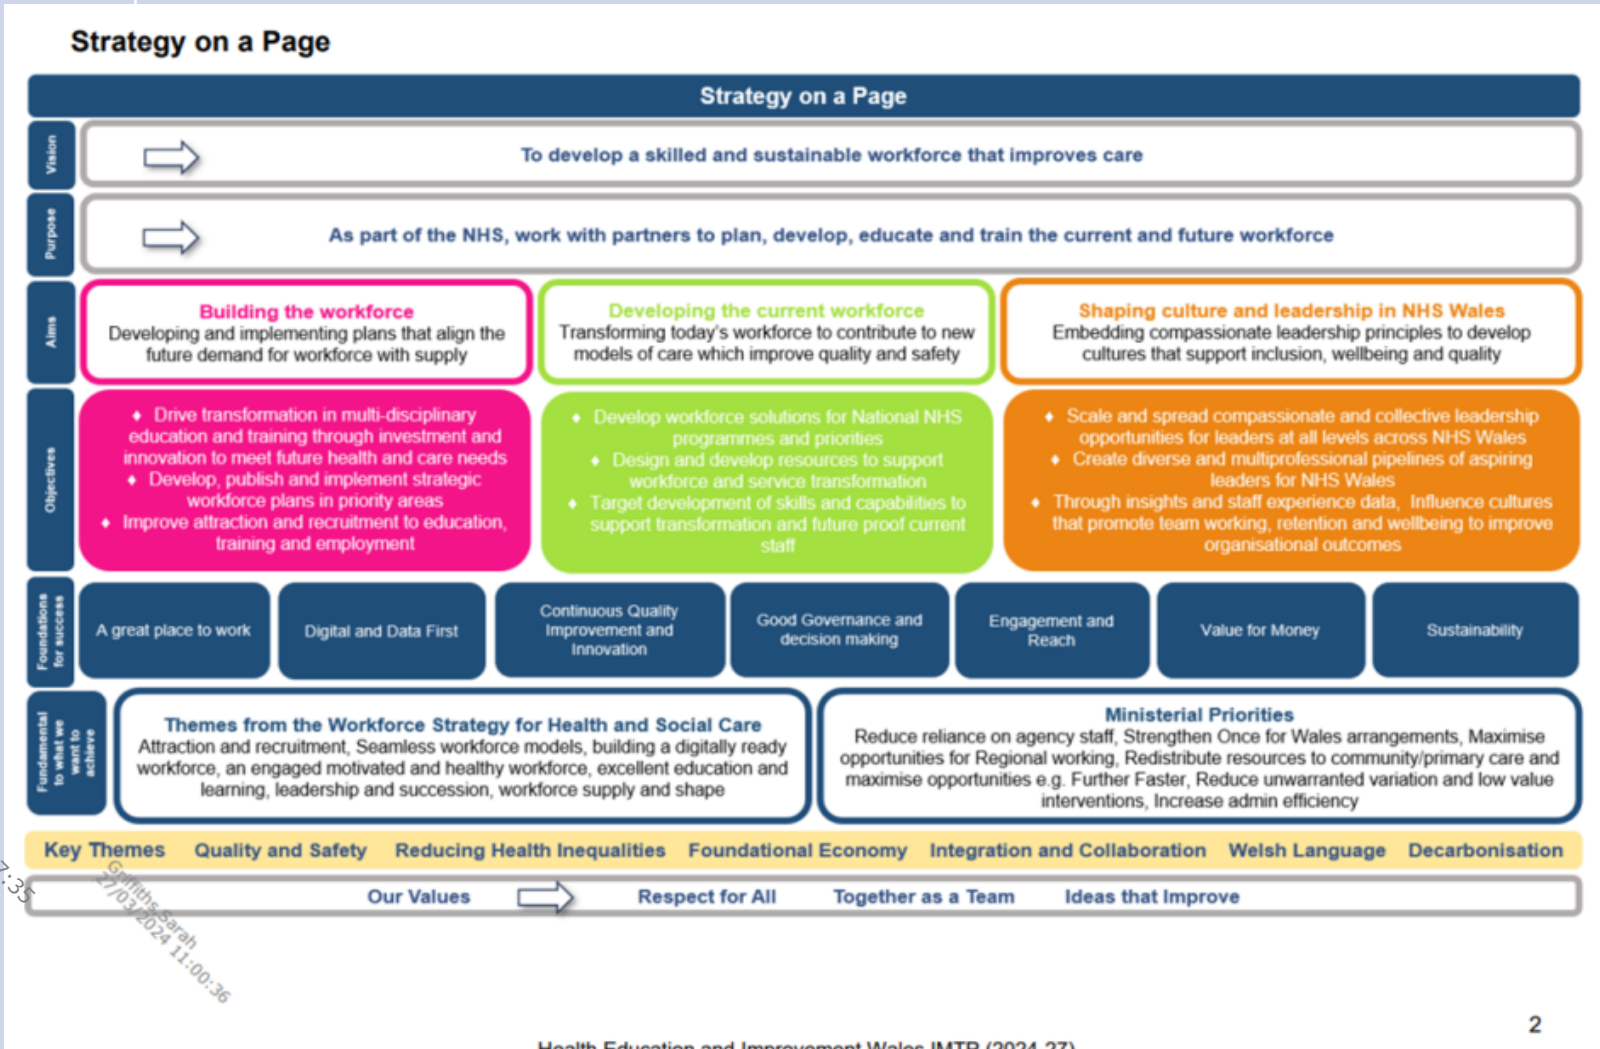 Strategy on a Page
Strategy on a Page
Vision
To develop a skilled and sustainable workforce that improves care
Purpose
As part of the NHS, work with partners to plan, develop, educate and train the current and future workforce
Aims
Building the workforce
Developing and implementing plans that align the
future demand for workforce with supply
Developing the current workforce
Transforming today's workforce to contribute to new
models of care which improve quality and safety
Shaping culture and leadership in NHS Wales
Embedding compassionate leadership principles to develop
cultures that support inclusion, wellbeing and quality
Objectives
♦ Drive transformation in multi-disciplinary
education and training through investment and
innovation to meet future health and care needs
♦ Develop, publish and implement strategic
workforce plans in priority areas
♦ Improve attraction and recruitment to education,
training and employment
♦ Develop workforce solutions for National NHS
programmes and priorities
♦ Design and develop resources to support
workforce and service transformation
♦ Target development of skills and capabilities to
support transformation and future proof current
staff
♦ Scale and spread compassionate and collective leadership
opportunities for leaders at all levels across NHS Wales
♦ Create diverse and multiprofessional pipelines of aspiring
leaders for NHS Wales
♦ Through insights and staff experience data, Influence cultures
that promote team working, retention and wellbeing to improve
organisational outcomes
Foundations
for success
A great place to work
Digital and Data First
Continuous Quality
Improvement and
Innovation
Good Governance and
decision making
Engagement and
Reach
Value for Money
Sustainability
Fundamental
to what we
want to
achieve
Themes from the Workforce Strategy for Health and Social Care
Attraction and recruitment, Seamless workforce models, building a digitally ready
workforce, an engaged motivated and healthy workforce, excellent education and
learning, leadership and succession, workforce supply and shape
Ministerial Priorities
Reduce reliance on agency staff, Strengthen Once for Wales arrangements, Maximise
opportunities for Regional working, Redistribute resources to community/primary care and
maximise opportunities e.g. Further Faster, Reduce unwarranted variation and low value
interventions, Increase admin efficiency
Key Themes Quality and Safety Reducing Health Inequalities Foundational Economy Integration and Collaboration Welsh Language Decarbonisation
Our Values Respect for All Together as a Team Ideas that Improve
7:35
Griffiths,Sarah
27/03/2024 11:00:36
2
Health Education and Improvement Wales IMTP (2024-27)